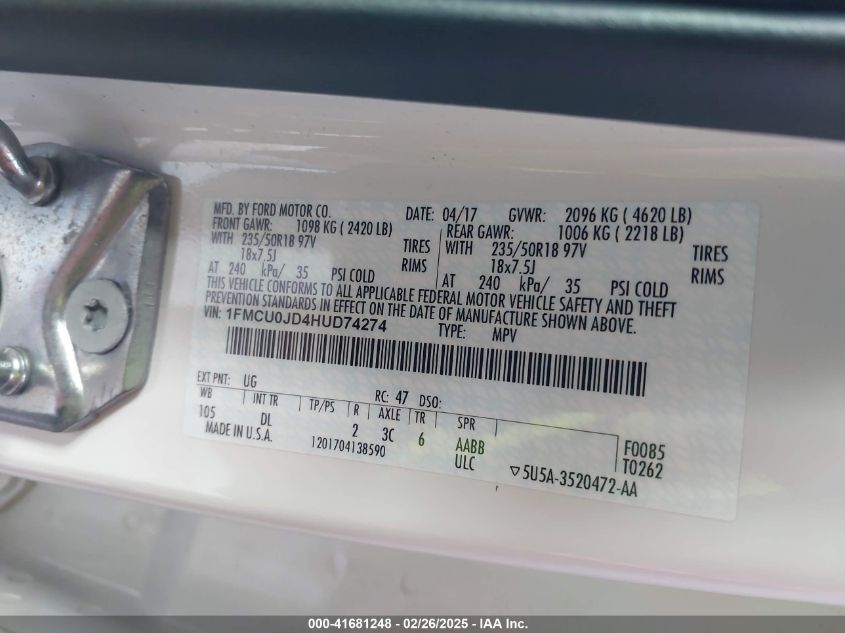 MFD. BY FORD MOTOR CO. DATE: 04/17 GVWR: 2096 KG ( 4620 LB)
FRONT GAWR: 1098 KG ( 2420 LB) REAR GAWR: 1006 KG ( 2218 LB)
WITH 235/50R18 97V TIRES WITH 235/50R18 97V TIRES
18x7.5J RIMS 18x7.5J RIMS
AT 240 kPa/ 35 PSI COLD AT 240 kPa/ 35 PSI COLD
THIS VEHICLE CONFORMS TO ALL APPLICABLE FEDERAL MOTOR VEHICLE SAFETY AND THEFT
PREVENTION STANDARDS IN EFFECT ON THE DATE OF MANUFACTURE SHOWN ABOVE.
VIN: 1FMCU0JD4HUD74274 TYPE: MPV
EXT PNT: UG RC: 47 DSO:
WB INT TR TP/PS R AXLE TR SPR
105 DL 2 3C 6 AABB F0085
MADE IN U.S.A. 1201704138590 ULC T0262
▽5U5A-3520472-AA
000-41681248 - 02/26/2025 - IAA Inc.